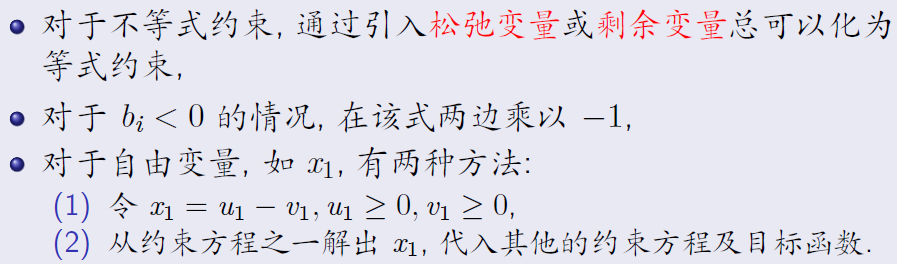 对于不等式约束, 通过引入松弛变量或剩余变量总可以化为
等式约束,
对于 b_i < 0 的情况, 在该式两边乘以 −1,
对于自由变量, 如 x_1, 有两种方法:
(1) 令 x_1 = u_1 − v_1, u_1 ≥ 0, v_1 ≥ 0,
(2) 从约束方程之一解出 x_1, 代入其他的约束方程及目标函数.